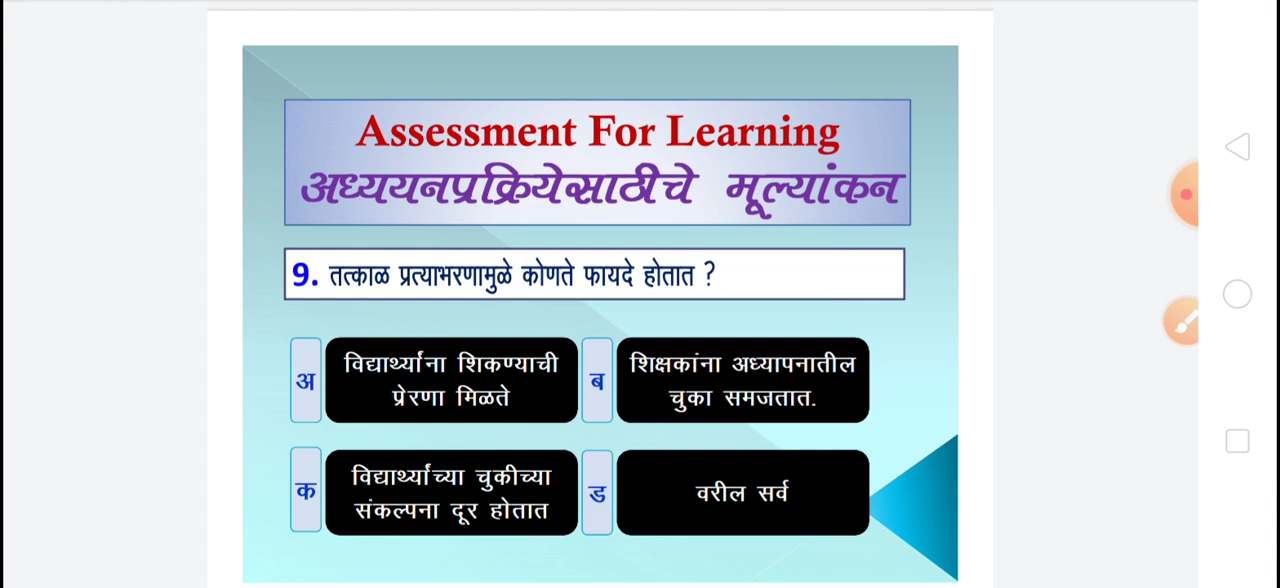 Assessment For Learning
अध्ययनप्रक्रियेसाठीचे मूल्यांकन
9. तत्काळ प्रत्याभरणामुळे कोणते फायदे होतात ?
अ
विद्यार्थ्यांना शिकण्याची
प्रेरणा मिळते
ब
शिक्षकांना अध्यापनातील
चुका समजतात.
क
विद्यार्थ्यांच्या चुकीच्या
संकल्पना दूर होतात
ड
वरील सर्व